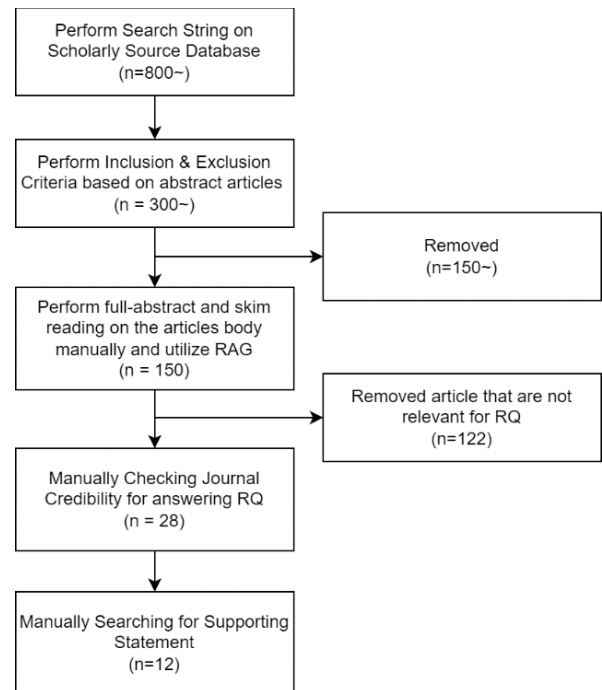 Perform Search String on
Scholarly Source Database
(n=800~)
Perform Inclusion & Exclusion
Criteria based on abstract articles
(n = 300~)
Removed
(n=150~)
Perform full-abstract and skim
reading on the articles body
manually and utilize RAG
(n = 150)
Removed article that are not
relevant for RQ
(n=122)
Manually Checking Journal
Credibility for answering RQ
(n = 28)
Manually Searching for Supporting
Statement
(n=12)